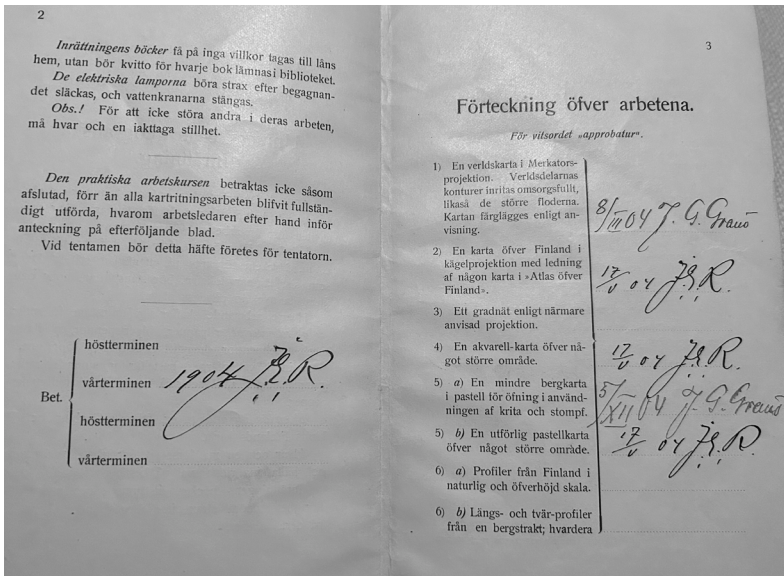 2
Inrättningens böcker få på inga villkor tagas till låns
hem, utan bör kvitto för hvarje bok lämnas i biblioteket.
De elektriska lamporna böra strax efter begagnan-
det släckas, och vattenkranarna stängas.
Obs.! För att icke störa andra i deras arbeten,
må hvar och en iakttaga stillhet.
Den praktiska arbetskursen betraktas icke såsom
afslutad, förr än alla kartritningsarbeten blifvit fullstän-
digt utförda, hvarom arbetsledaren efter hand inför
anteckning på efterföljande blad.
Vid tentamen bör detta häfte företes för tentatorn.
Bet.
höstterminen
vårterminen 1904 J. E. R.
höstterminen
vårterminen
3
Förteckning öfver arbetena.
För vitsordet „approbatur“.
1) En verldskarta i Merkators-
projektion. Verldsdelarnas
konturer inritas omsorgsfullt,
likaså de större floderna.
Kartan färglägges enligt an-
visning.
8/III 04 J. G. Granö
2) En karta öfver Finland i
kägelprojektion med ledning
af någon karta i »Atlas öfver
Finland».
17/V 04 J. E. R.
3) Ett gradnät enligt närmare
anvisad projektion.
4) En akvarell-karta öfver nå-
got större område.
17/V 04 J. E. R.
5) a) En mindre bergkarta
i pastell för öfning i använd-
ningen af krita och stompf.
5/XII 04 J. G. Granö
5) b) En utförlig pastellkarta
öfver något större område.
17/V 04 J. E. R.
6) a) Profiler från Finland i
naturlig och öfverhöjd skala.
6) b) Längs- och tvär-profiler
från en bergstrakt; hvardera